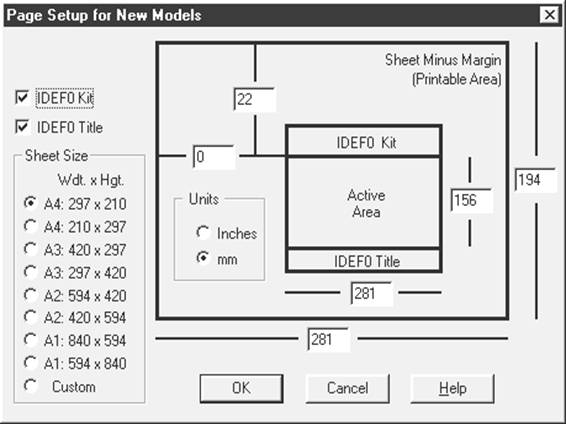 Page Setup for New Models
Sheet Minus Margin
(Printable Area)
IDEF0 Kit
IDEF0 Title
22
0
IDEF0 Kit
Active
Area
IDEF0 Title
156
194
281
281
Units
Inches
mm
Sheet Size
Wdt. x Hgt.
A4: 297 x 210
A4: 210 x 297
A3: 420 x 297
A3: 297 x 420
A2: 594 x 420
A2: 420 x 594
A1: 840 x 594
A1: 594 x 840
Custom
OK
Cancel
Help